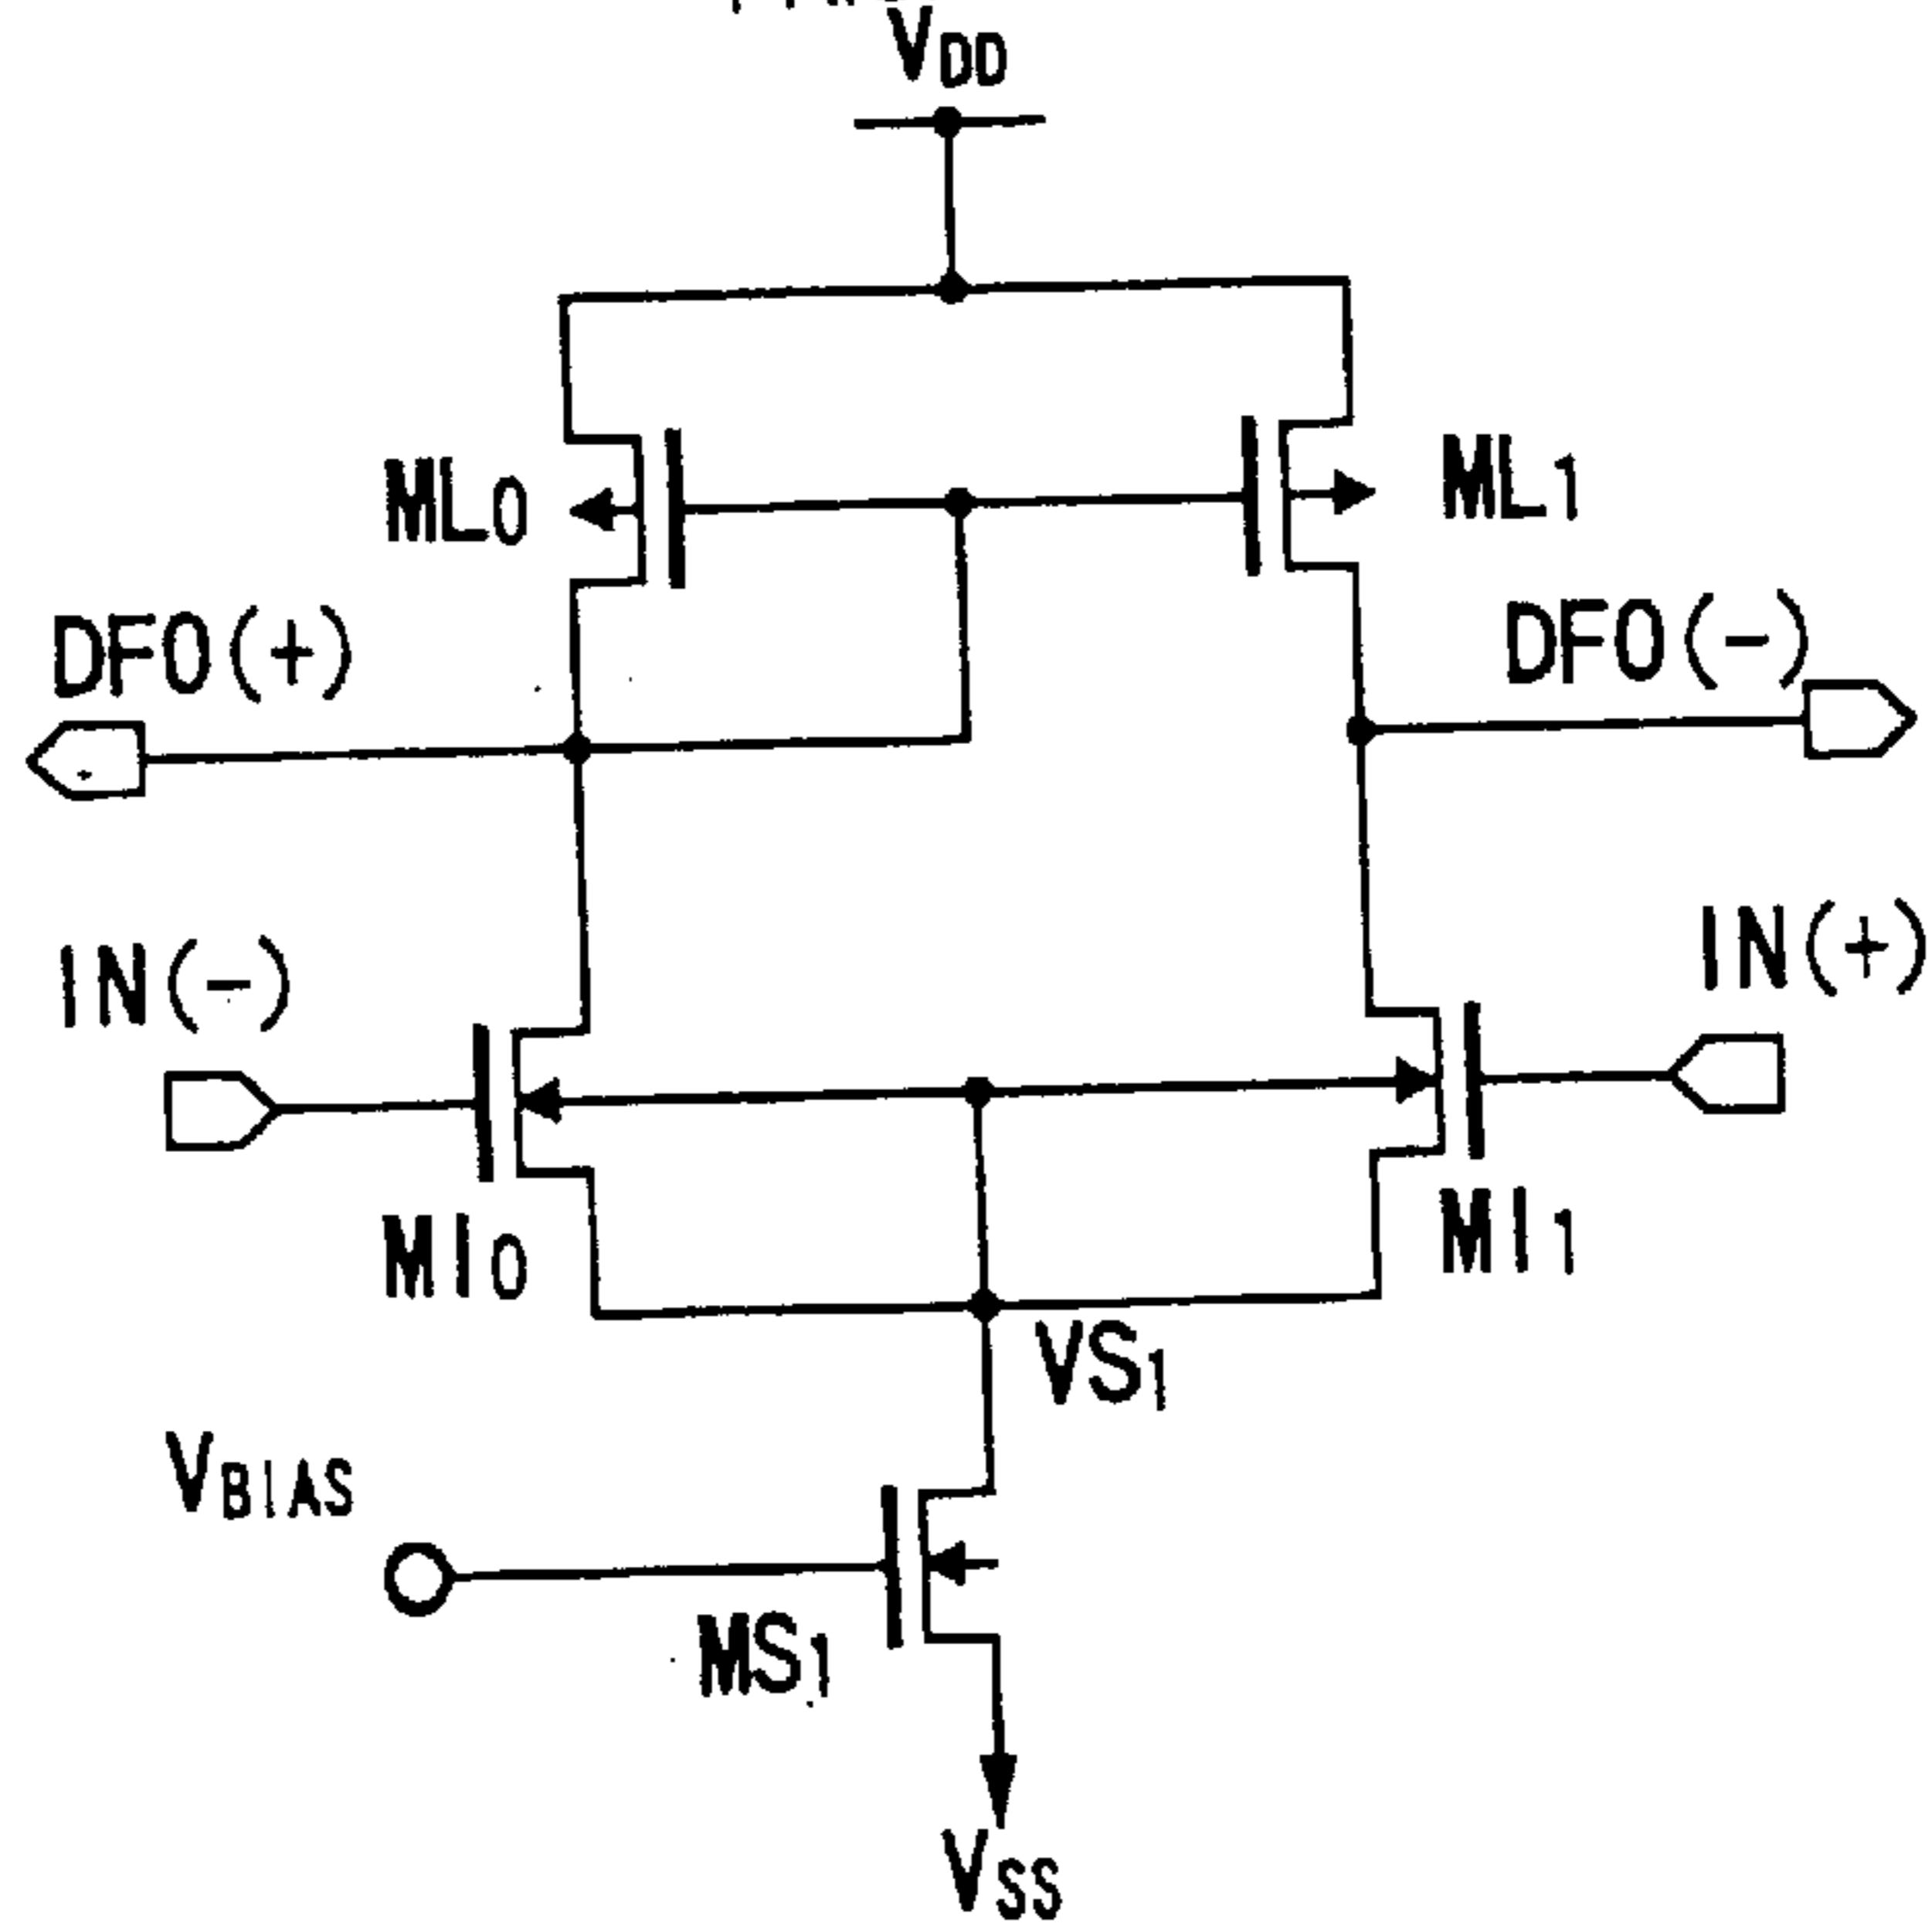 VDD
ML0
ML1
DFO(+)
DFO(-)
IN(-)
IN(+)
MI0
MI1
VS1
VBIAS
MS1
VSS